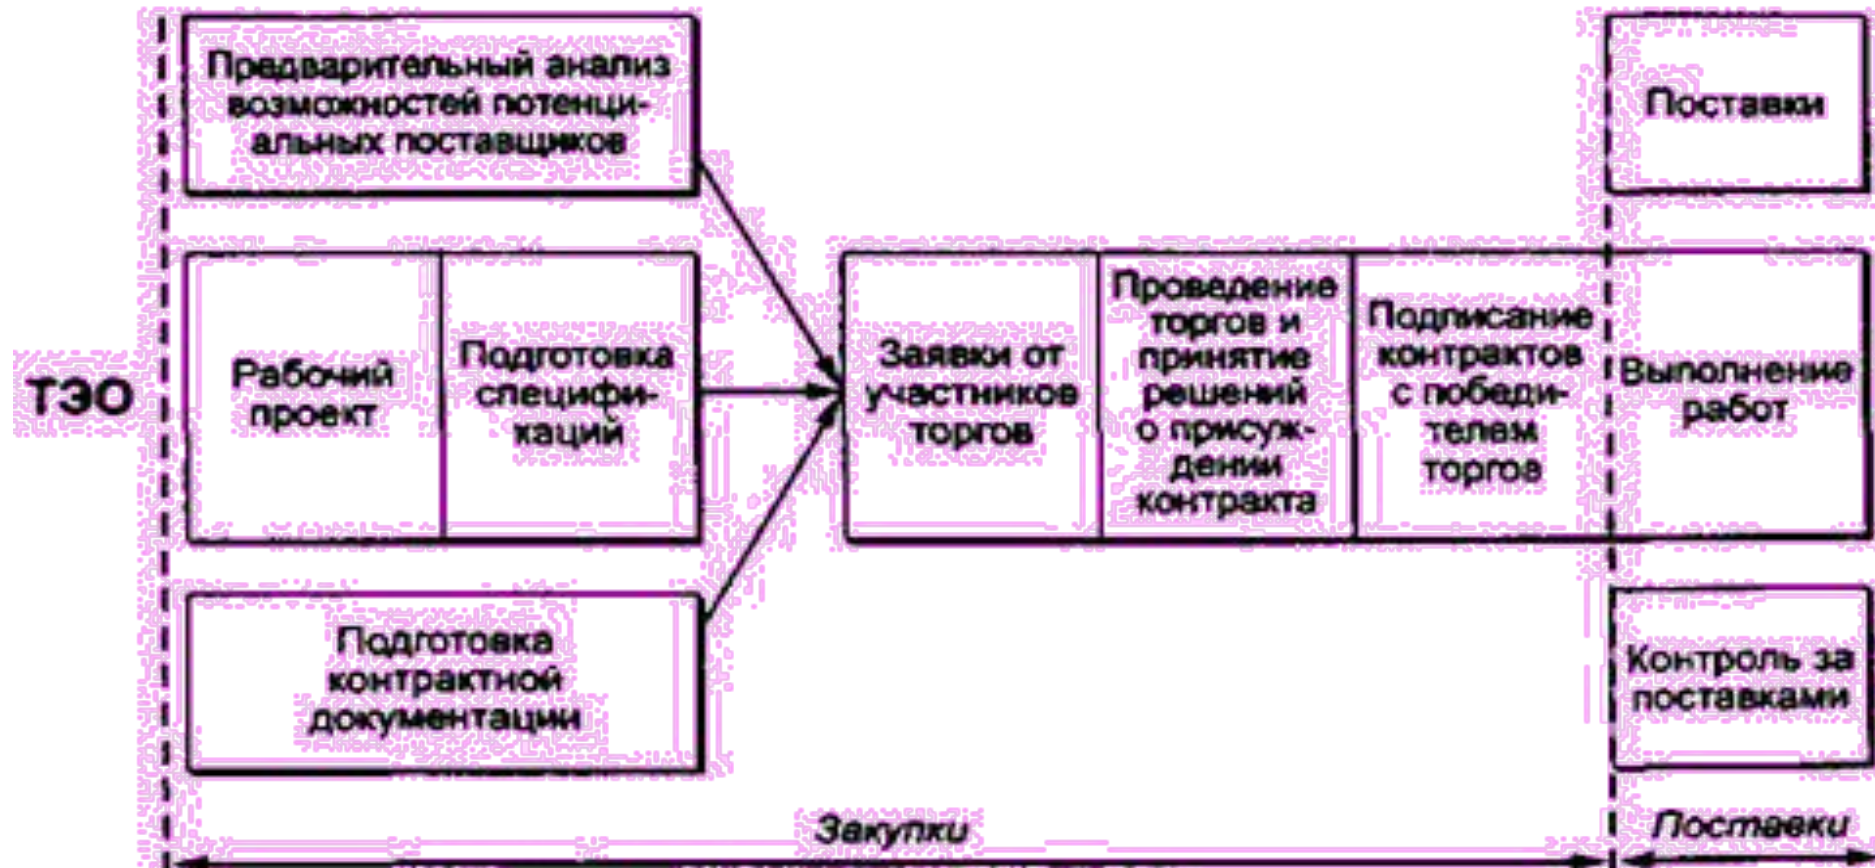 Предварительный анализ
возможностей потенци-
альных поставщиков
Поставки
ТЭО
Рабочий
проект
Подготовка
специфи-
каций
Заявки от
участников
торгов
Проведение
торгов и
принятие
решений
о присуж-
дении
контракта
Подписание
контрактов
с победи-
телем
торгов
Выполнение
работ
Подготовка
контрактной
документации
Контроль за
поставками
Закупки
Поставки